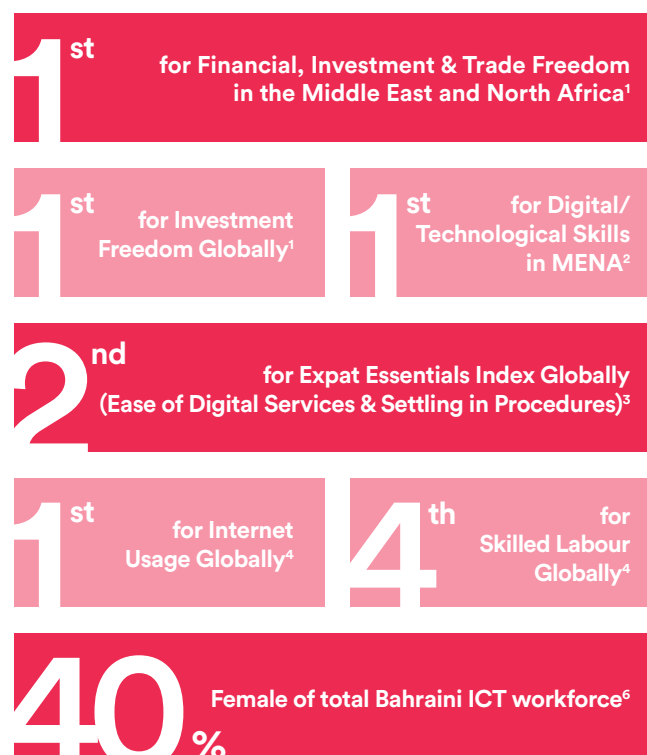 1st
for Financial, Investment & Trade Freedom
in the Middle East and North Africa¹
1st
for Investment
Freedom Globally¹
1st
for Digital/
Technological Skills
in MENA²
2nd
for Expat Essentials Index Globally
(Ease of Digital Services & Settling in Procedures)³
1st
for Internet
Usage Globally⁴
4th
for
Skilled Labour
Globally⁴
40%
Female of total Bahraini ICT workforce⁶